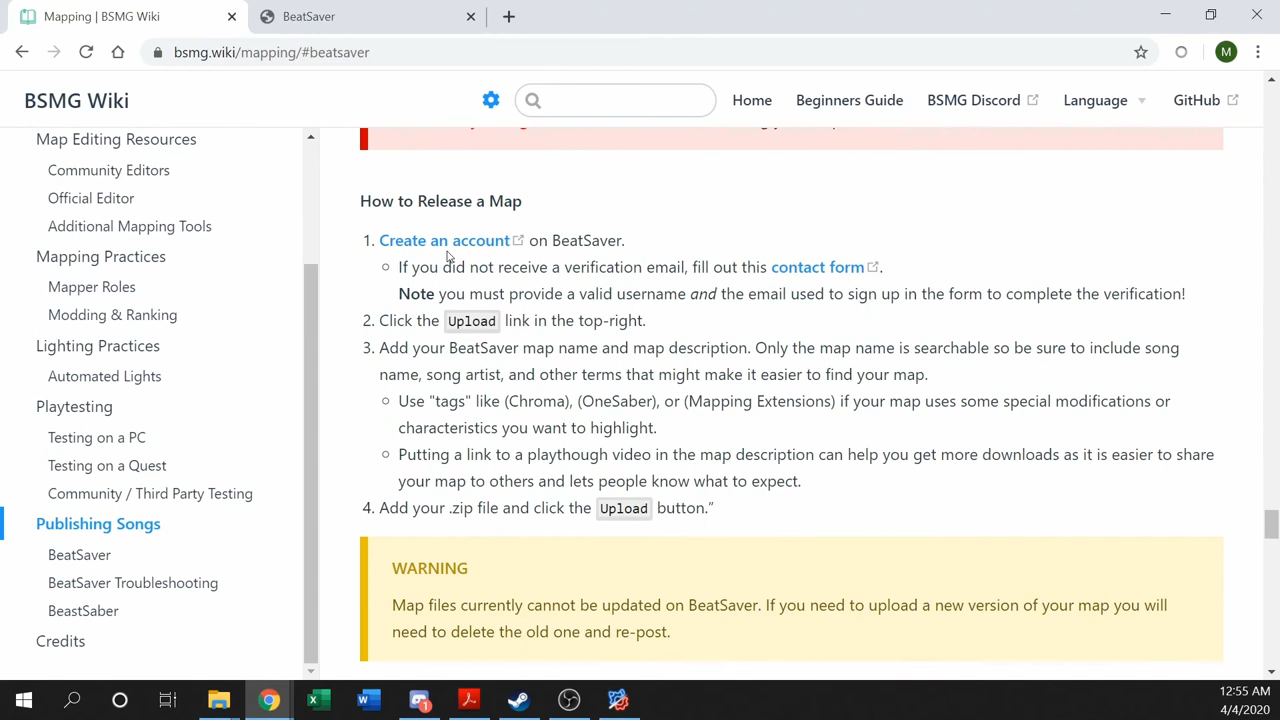 Mapping | BSMG Wiki
BeatSaver
bsmg.wiki/mapping/#beatsaver
M
BSMG Wiki
Home
Beginners Guide
BSMG Discord
Language
GitHub
Map Editing Resources
Community Editors
Official Editor
Additional Mapping Tools
Mapping Practices
Mapper Roles
Modding & Ranking
Lighting Practices
Automated Lights
Playtesting
Testing on a PC
Testing on a Quest
Community / Third Party Testing
Publishing Songs
BeatSaver
BeatSaver Troubleshooting
BeastSaber
Credits
How to Release a Map
1. Create an account on BeatSaver.
If you did not receive a verification email, fill out this contact form.
Note you must provide a valid username and the email used to sign up in the form to complete the verification!
2. Click the Upload link in the top-right.
3. Add your BeatSaver map name and map description. Only the map name is searchable so be sure to include song
name, song artist, and other terms that might make it easier to find your map.
Use "tags" like (Chroma), (OneSaber), or (Mapping Extensions) if your map uses some special modifications or
characteristics you want to highlight.
Putting a link to a playthough video in the map description can help you get more downloads as it is easier to share
your map to others and lets people know what to expect.
4. Add your .zip file and click the Upload button.”
WARNING
Map files currently cannot be updated on BeatSaver. If you need to upload a new version of your map you will
need to delete the old one and re-post.
1
12:55 AM
4/4/2020